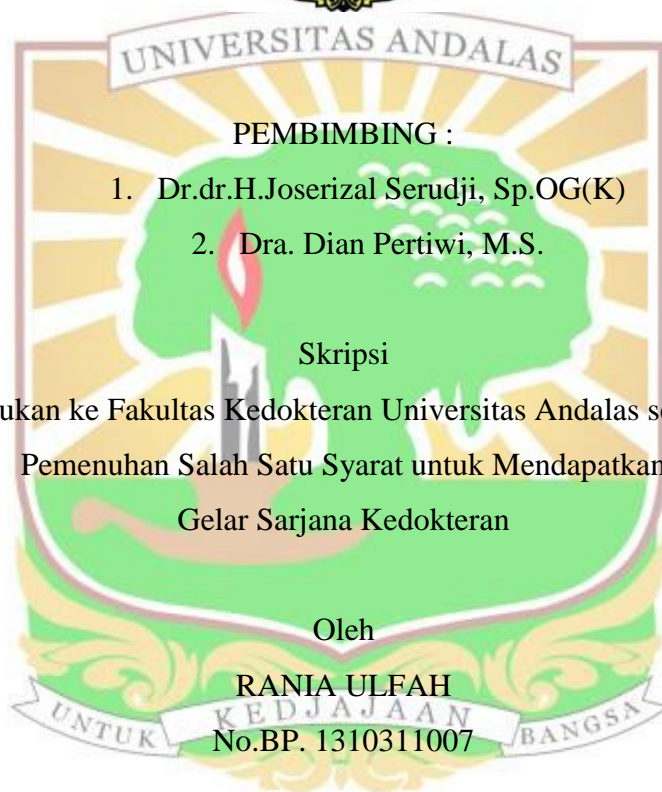 UNIVERSITAS ANDALAS
PEMBIMBING :
1. Dr.dr.H.Joserizal Serudji, Sp.OG(K)
2. Dra. Dian Pertiwi, M.S.
Skripsi
ukan ke Fakultas Kedokteran Universitas Andalas se
Pemenuhan Salah Satu Syarat untuk Mendapatkan
Gelar Sarjana Kedokteran
Oleh
RANIA ULFAH
No.BP. 1310311007
UNTUK KEDJAJAAN BANGSA